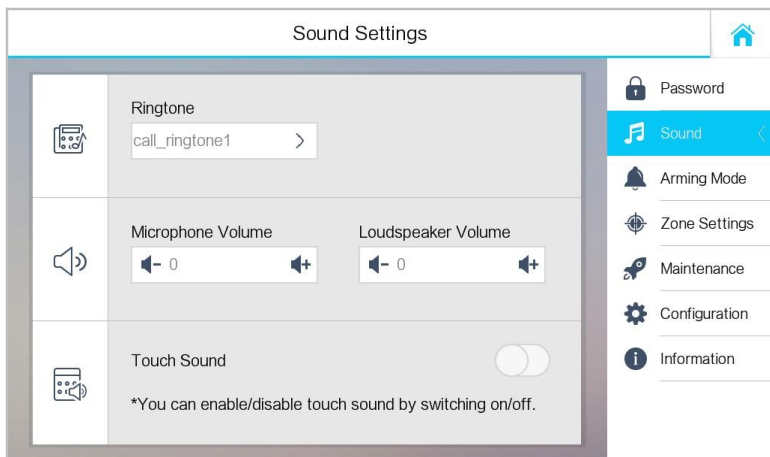 Sound Settings
Ringtone
call_ringtone1
Microphone Volume
Loudspeaker Volume
0
0
Touch Sound
*You can enable/disable touch sound by switching on/off.
Password
Sound
Arming Mode
Zone Settings
Maintenance
Configuration
Information